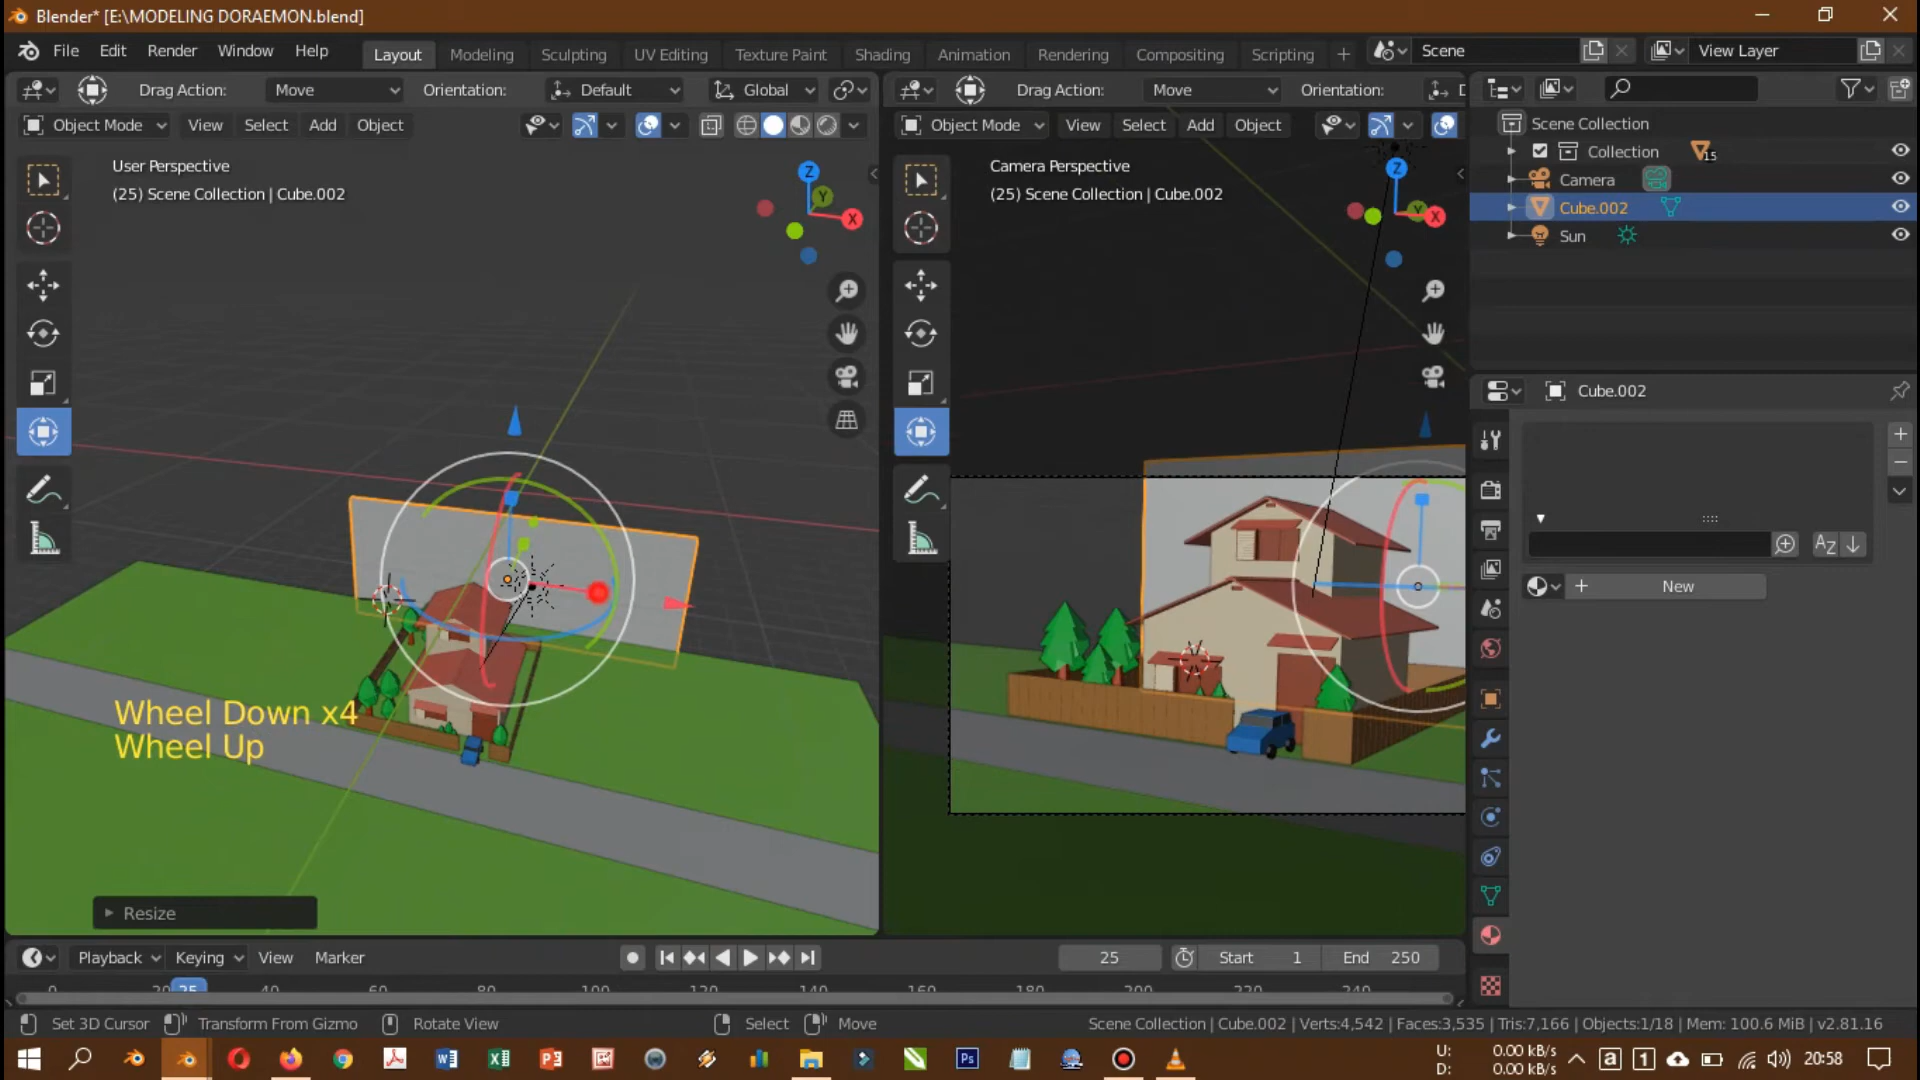 Blender* [E:\MODELING DORAEMON.blend]
File Edit Render Window Help
Layout Modeling Sculpting UV Editing Texture Paint Shading Animation Rendering Compositing Scripting +
Scene
View Layer
Drag Action: Move Orientation: Default Global
Drag Action: Move Orientation: D
Object Mode View Select Add Object
Object Mode View Select Add Object
User Perspective
(25) Scene Collection | Cube.002
Z Y X
Camera Perspective
(25) Scene Collection | Cube.002
Z Y X
Scene Collection
Collection 15
Camera
Cube.002
Sun
Cube.002
AZ
New
Wheel Down x4
Wheel Up
Resize
Playback Keying View Marker
25 Start 1 End 250
0 20 25 40 60 80 100 120 140 160 180 200 220 240
Set 3D Cursor Transform From Gizmo Rotate View Select Move
Scene Collection | Cube.002 | Verts:4,542 | Faces:3,535 | Tris:7,166 | Objects:1/18 | Mem: 100.6 MiB | v2.81.16
U: 0.00 kB/s
D: 0.00 kB/s
a 1 20:58
Ps